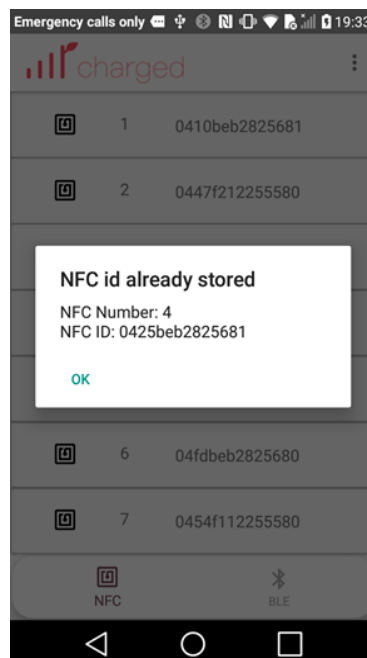 Emergency calls only 19:33
charged
1 0410beb2825681
2 0447f212255580
NFC id already stored
NFC Number: 4
NFC ID: 0425beb2825681
OK
6 04fdbeb2825680
7 0454f112255580
NFC BLE